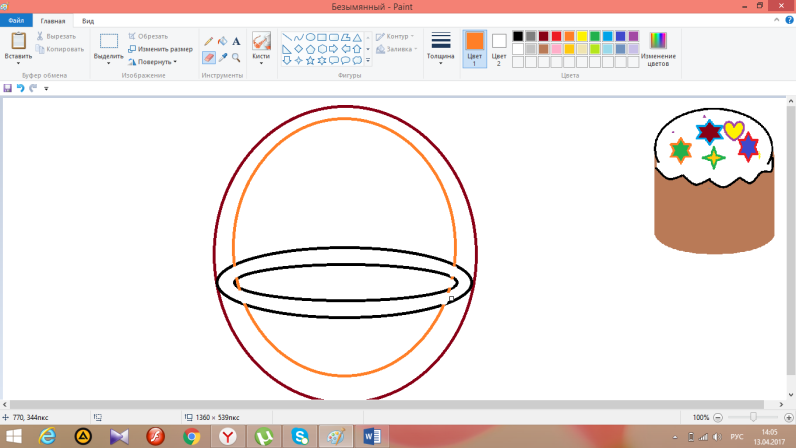 Безымянный - Paint
Файл Главная Вид
Вставить
Вырезать
Копировать
Буфер обмена
Выделить
Обрезать
Изменить размер
Повернуть
Изображение
Инструменты
Кисти
Контур
Заливка
Фигуры
Толщина
Цвет 1
Цвет 2
Изменение цветов
Цвета
770, 344пкс
1360 × 539пкс
100%
РУС
14:05
13.04.2017